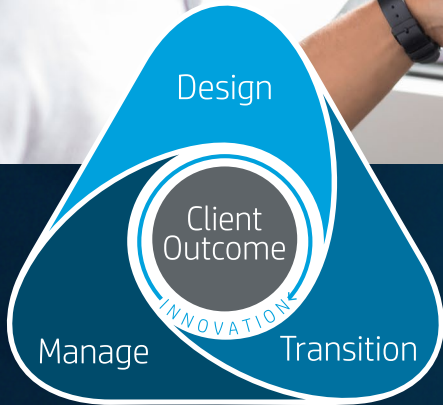 Design
Client
Outcome
INNOVATION
Manage
Transition